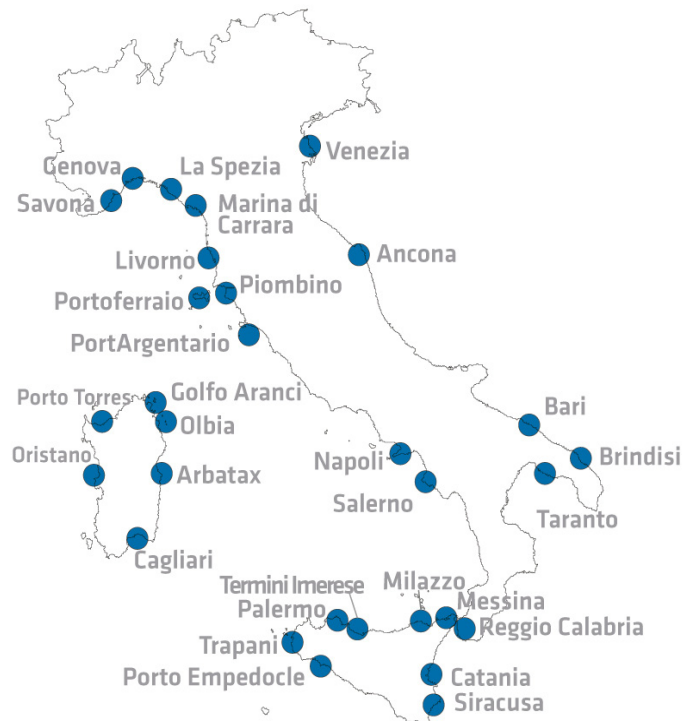 Venezia
Genova
La Spezia
Savona
Marina di
Carrara
Ancona
Livorno
Piombino
Portoferraio
PortArgentario
Golfo Aranci
Porto Torres
Olbia
Bari
Napoli
Oristano
Brindisi
Arbatax
Salerno
Taranto
Cagliari
Termini Imerese
Milazzo
Messina
Palermo
Reggio Calabria
Trapani
Porto Empedocle
Catania
Siracusa